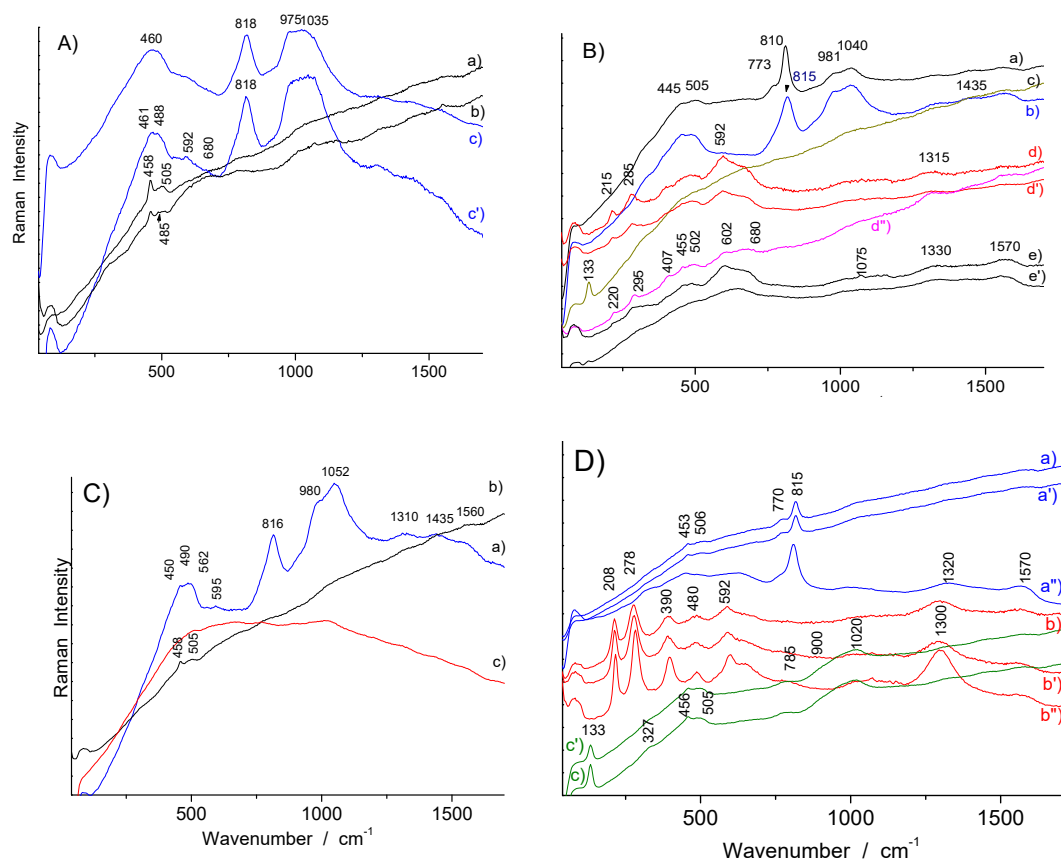 A)
460
818
975
1035
a)
b)
461
488
592
680
818
c)
458
505
485
c')
500
1000
1500
Raman Intensity
B)
810
773
981
1040
a)
445
505
815
1435
c)
b)
592
215
285
1315
d)
d')
d")
133
220
295
407
455
502
602
680
1075
1330
1570
e)
e')
500
1000
1500
C)
1052
980
b)
816
1310
1435
1560
a)
450
490
562
595
458
505
c)
500
1000
1500
Raman Intensity
Wavenumber / cm-1
D)
a)
a')
770
815
453
506
208
278
1320
1570
a")
390
480
592
1300
b)
785
900
1020
b')
b")
133
327
456
505
c')
c)
500
1000
1500
Wavenumber / cm-1